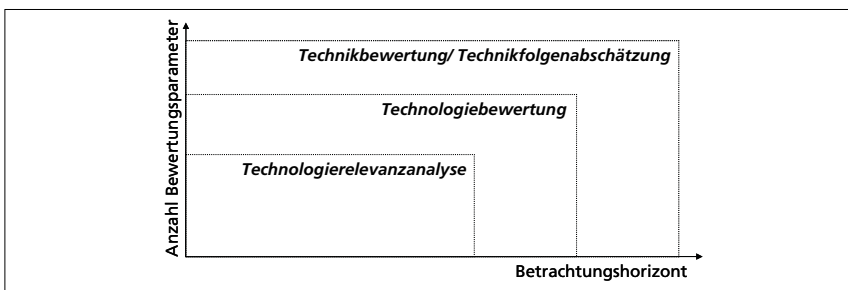 Anzahl Bewertungsparameter
Technikbewertung/ Technikfolgenabschätzung
Technologiebewertung
Technologierelevanzanalyse
Betrachtungshorizont